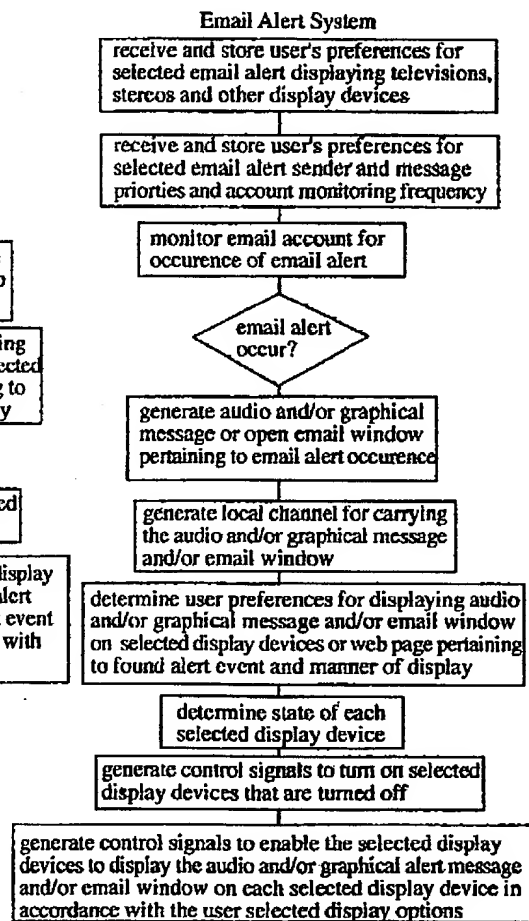 Email Alert System
receive and store user's preferences for
selected email alert displaying televisions,
stereos and other display devices
receive and store user's preferences for
selected email alert sender and message
priorties and account monitoring frequency
monitor email account for
occurence of email alert
email alert
occur?
generate audio and/or graphical
message or open email window
pertaining to email alert occurence
generate local channel for carrying
the audio and/or graphical message
and/or email window
determine user preferences for displaying audio
and/or graphical message and/or email window
on selected display devices or web page pertaining
to found alert event and manner of display
determine state of each
selected display device
generate control signals to turn on selected
display devices that are turned off
generate control signals to enable the selected display
devices to display the audio and/or graphical alert message
and/or email window on each selected display device in
accordance with the user selected display options
ing
ected
g to
y
ed
display
lert
event
with